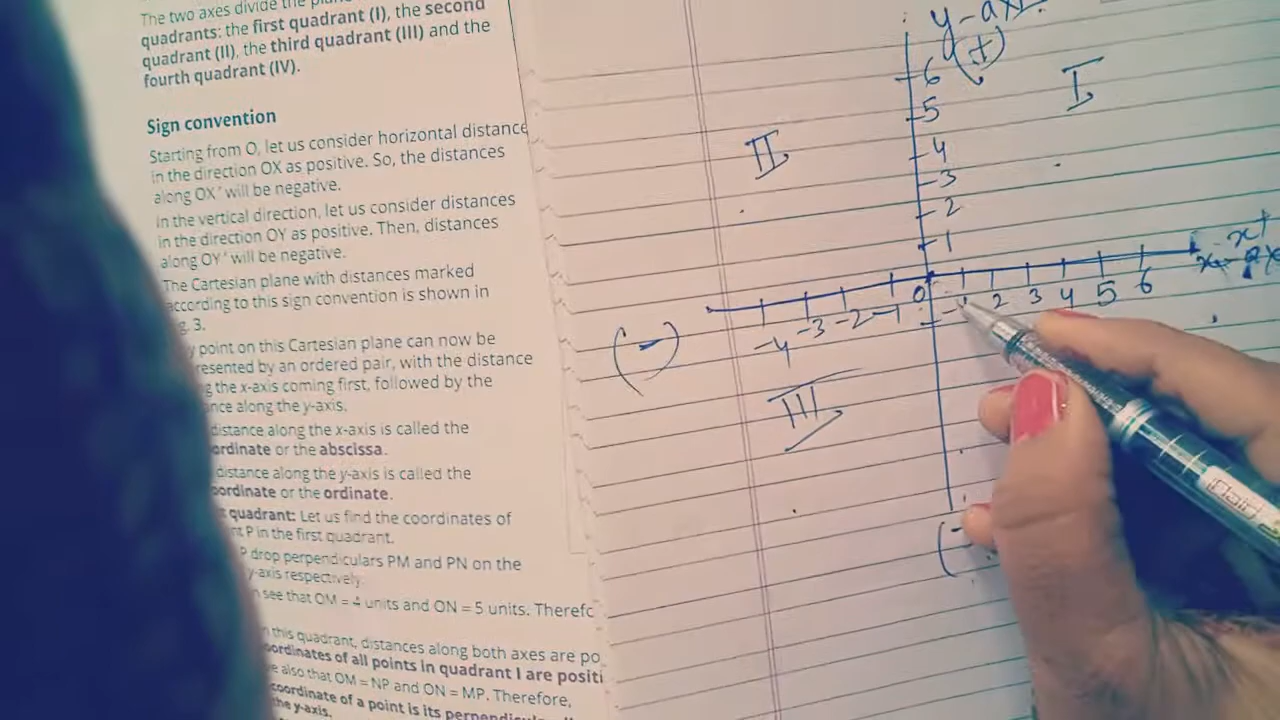 The two axes divide the
quadrants: the first quadrant (I), the second
quadrant (II), the third quadrant (III) and the
fourth quadrant (IV).
Sign convention
Starting from O, let us consider horizontal distance
in the direction OX as positive. So, the distances
along OX' will be negative.
In the vertical direction, let us consider distances
in the direction OY as positive. Then, distances
along OY' will be negative.
The Cartesian plane with distances marked
according to this sign convention is shown in
g. 3.
y point on this Cartesian plane can now be
resented by an ordered pair, with the distance
g the x-axis coming first, followed by the
ance along the y-axis.
distance along the x-axis is called the
ordinate or the abscissa.
distance along the y-axis is called the
oordinate or the ordinate.
quadrant: Let us find the coordinates of
nt P in the first quadrant.
P drop perpendiculars PM and PN on the
y-axis respectively.
n see that OM = 4 units and ON = 5 units. Therefo
n this quadrant, distances along both axes are po
oordinates of all points in quadrant I are positi
e also that OM = NP and ON = MP. Therefore,
coordinate of a point is its perpendicul
the y-axis.
y-axis
(+)
6
5
4
3
2
1
I
II
III
0
1 2 3 4 5 6
-4 -3 -2 -1
(-)
x+